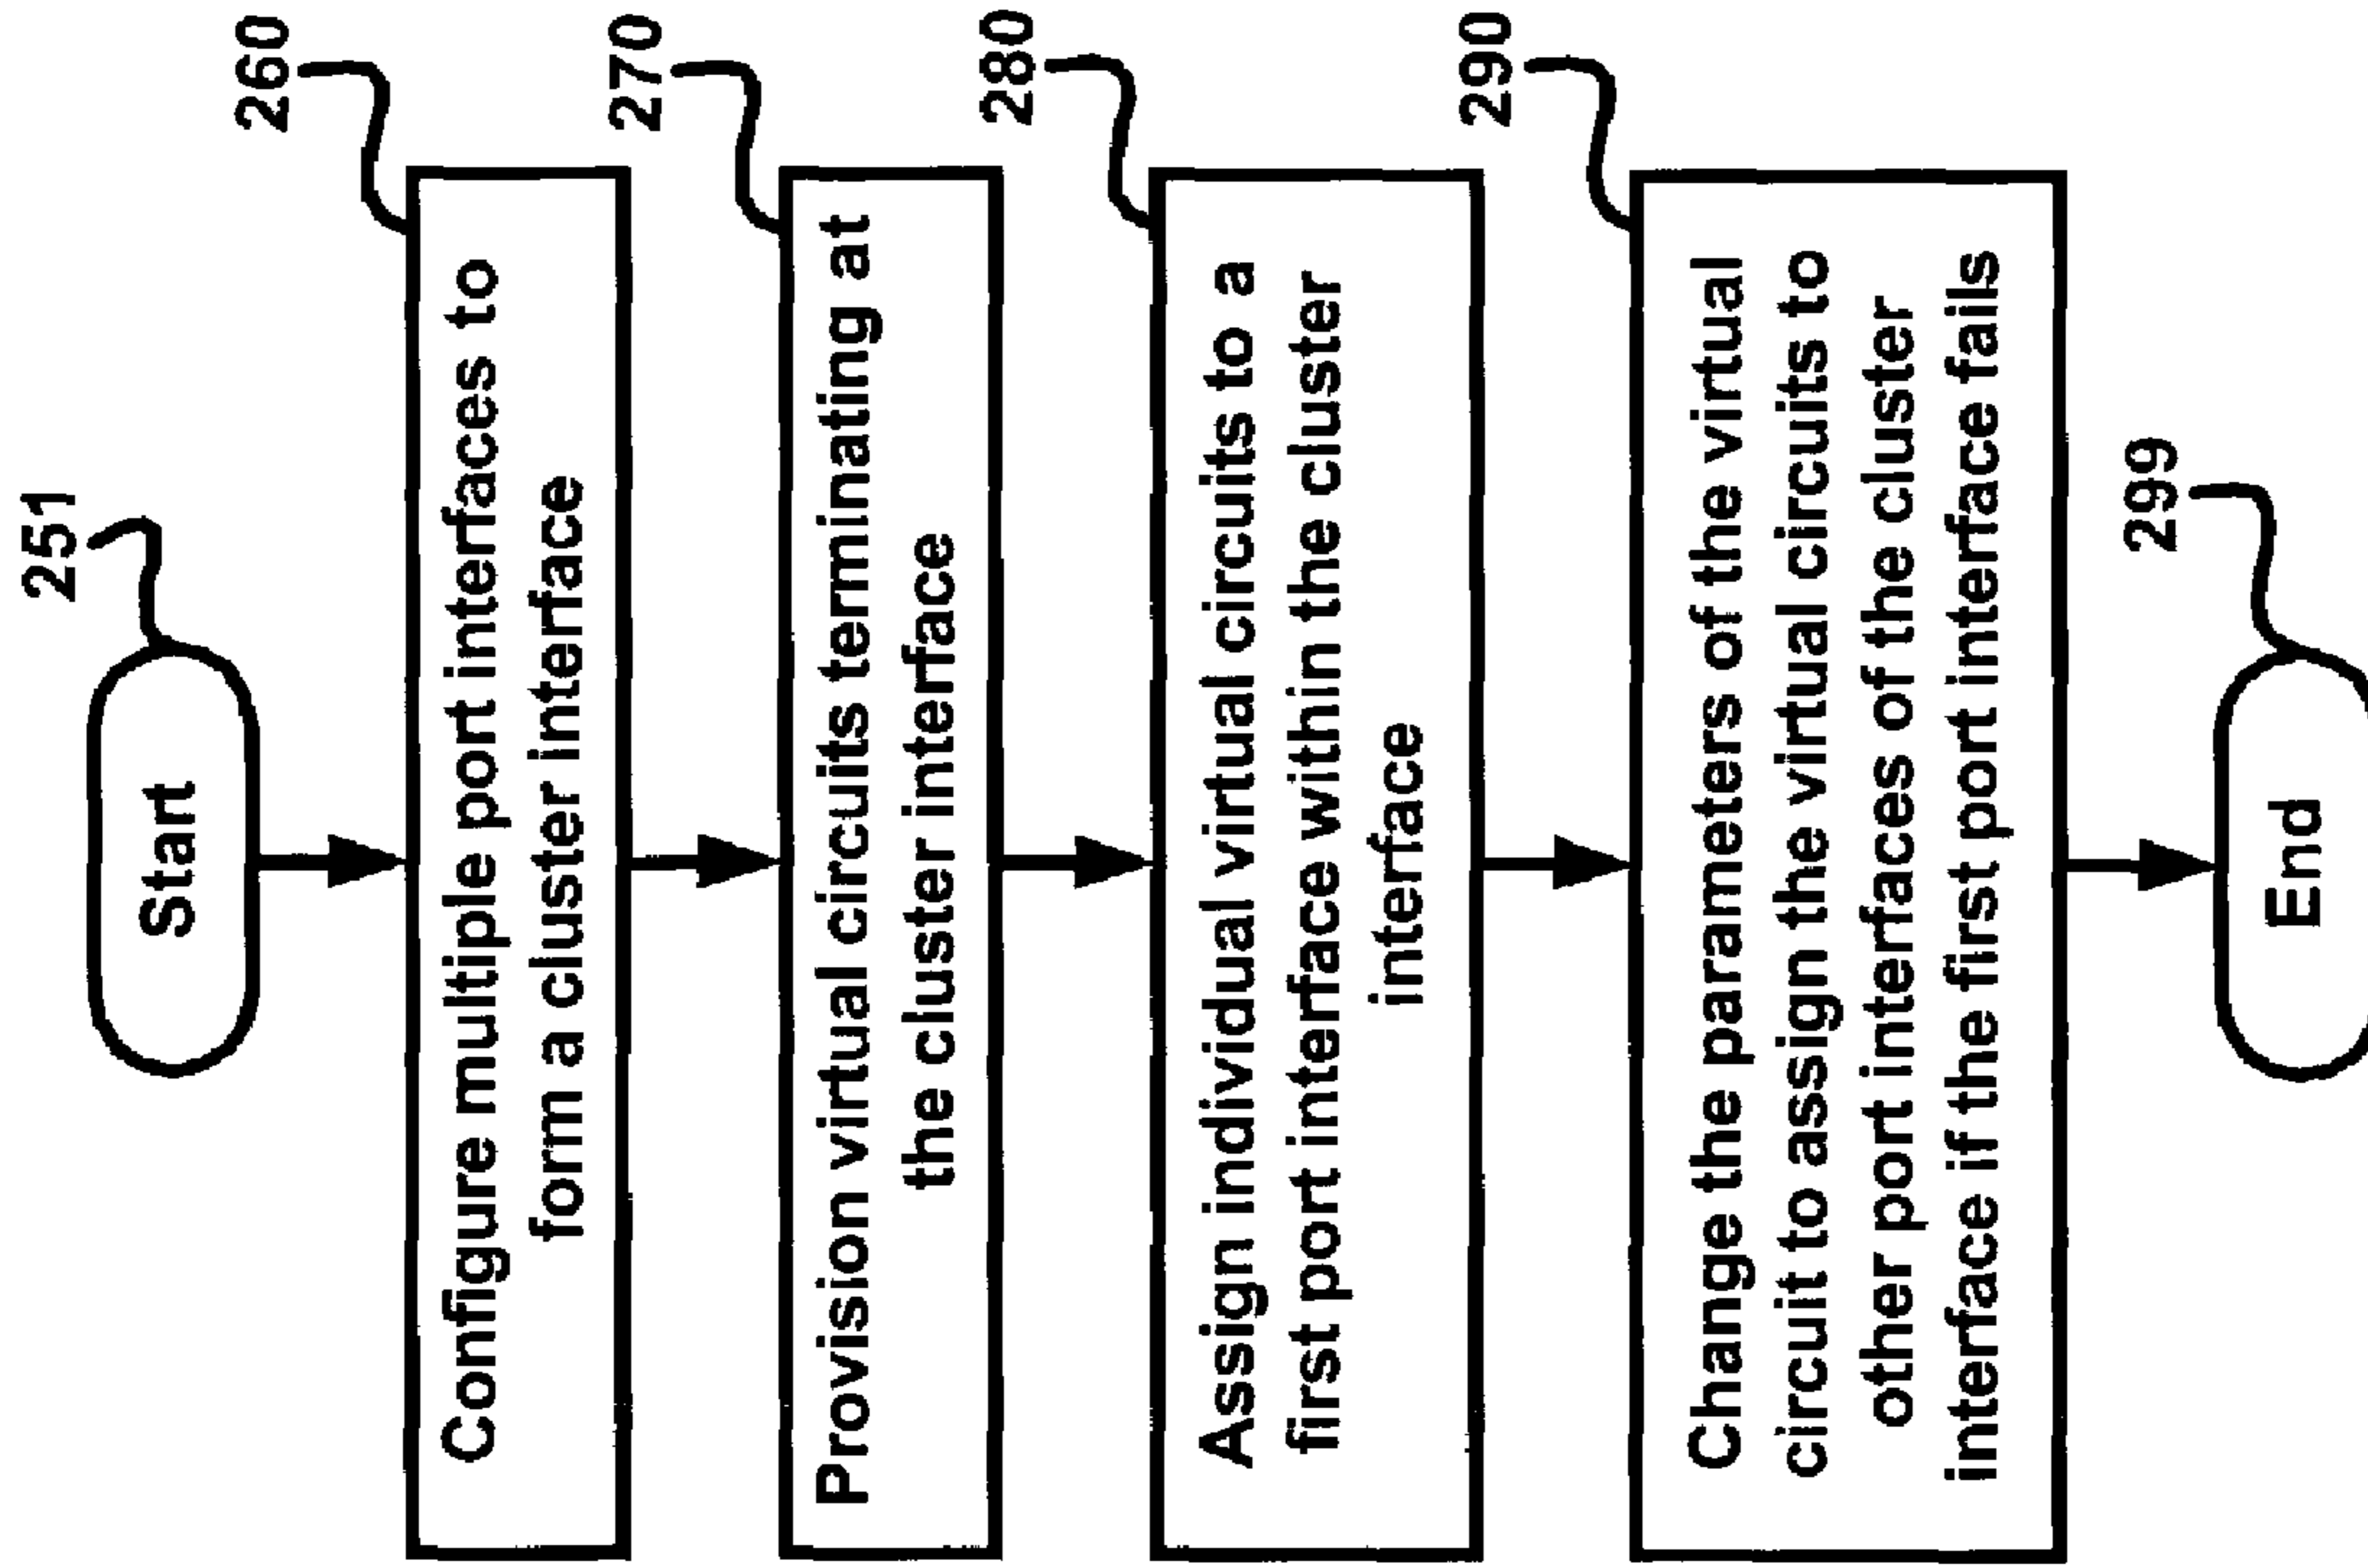 251
Start
260
Configure multiple port interfaces to
form a cluster interface
270
Provision virtual circuits terminating at
the cluster interface
280
Assign individual virtual circuits to a
first port interface within the cluster
interface
290
Change the parameters of the virtual
circuit to assign the virtual circuits to
other port interfaces of the cluster
interface if the first port interface fails
299
End